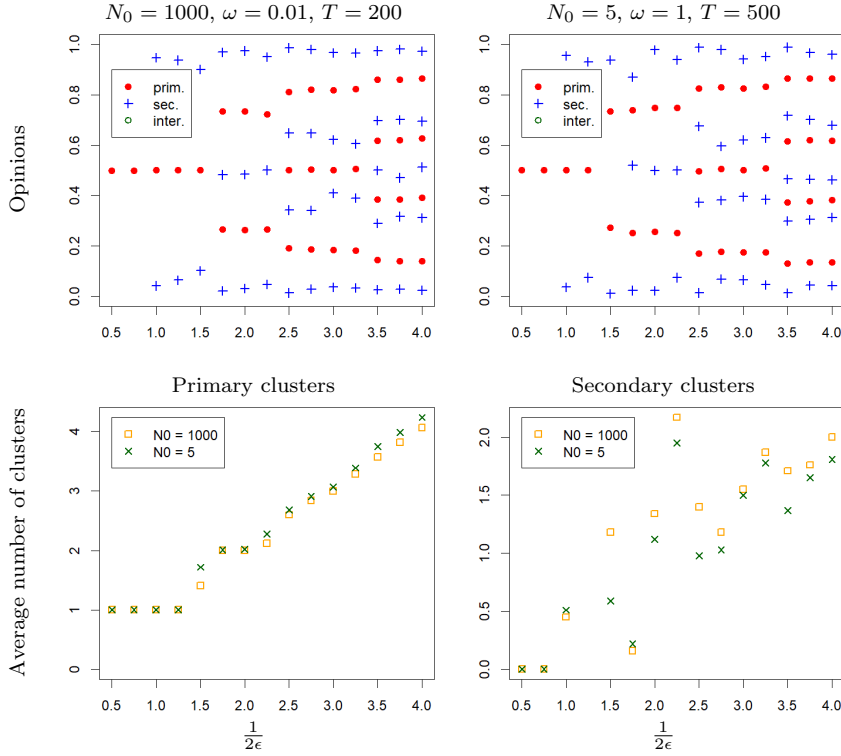 N₀ = 1000, ω = 0.01, T = 200
N₀ = 5, ω = 1, T = 500
Opinions
1.0
0.8
0.6
0.4
0.2
0.0
prim.
sec.
inter.
0.5 1.0 1.5 2.0 2.5 3.0 3.5 4.0
1.0
0.8
0.6
0.4
0.2
0.0
prim.
sec.
inter.
0.5 1.0 1.5 2.0 2.5 3.0 3.5 4.0
Primary clusters
Secondary clusters
Average number of clusters
4
3
2
1
0
N0 = 1000
N0 = 5
0.5 1.0 1.5 2.0 2.5 3.0 3.5 4.0
1/2ϵ
2.0
1.5
1.0
0.5
0.0
N0 = 1000
N0 = 5
0.5 1.0 1.5 2.0 2.5 3.0 3.5 4.0
1/2ϵ